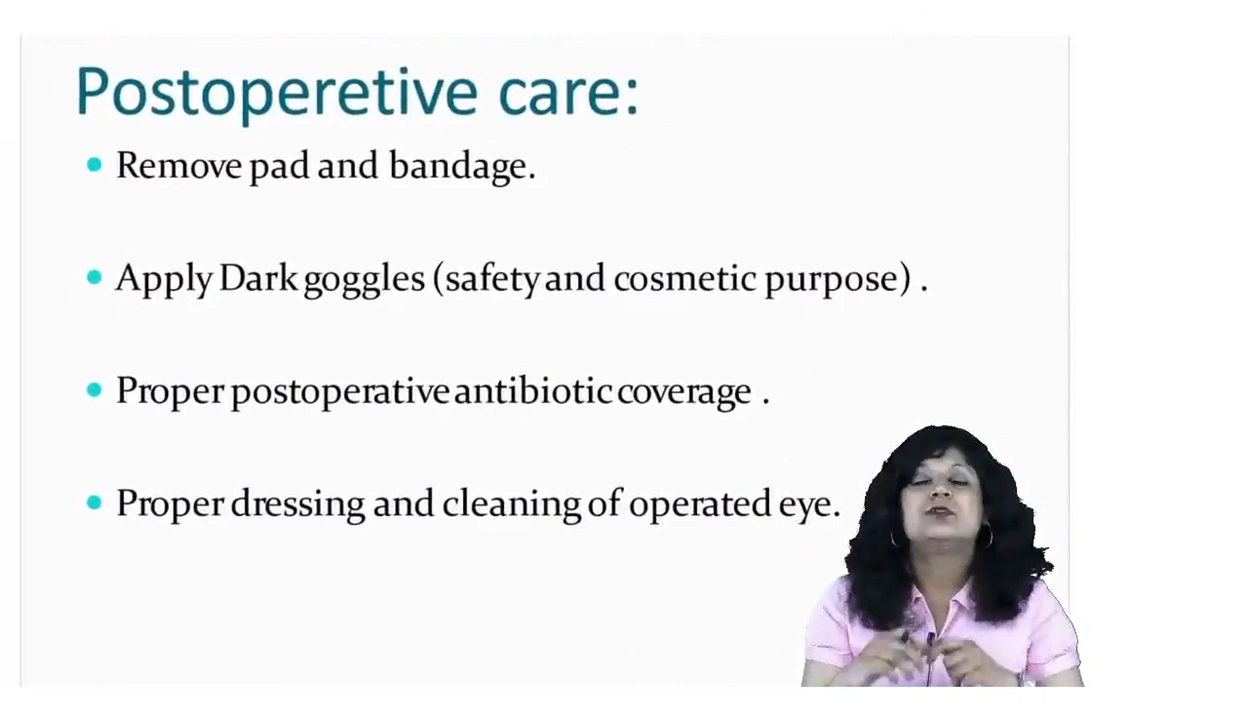 Postoperetive care:
Remove pad and bandage.
Apply Dark goggles (safety and cosmetic purpose) .
Proper postoperative antibiotic coverage .
Proper dressing and cleaning of operated eye.